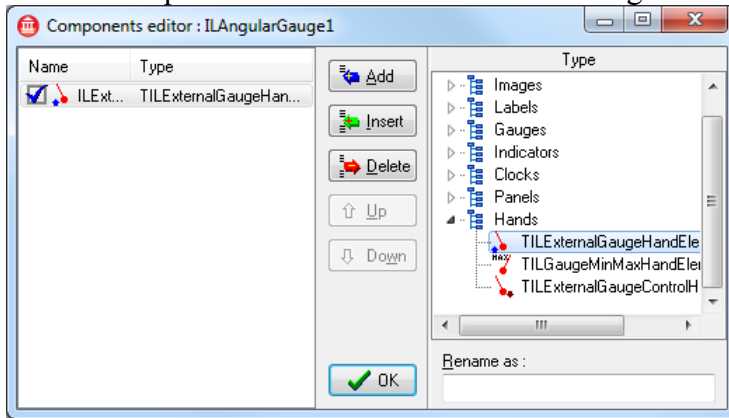 Components editor : ILAngularGauge1
Name Type
ILExt... TILExternalGaugeHan...
Add
Insert
Delete
Up
Down
OK
Type
Images
Labels
Gauges
Indicators
Clocks
Panels
Hands
TILExternalGaugeHandEle
MAX TILGaugeMinMaxHandEler
TILExternalGaugeControlH
Rename as :